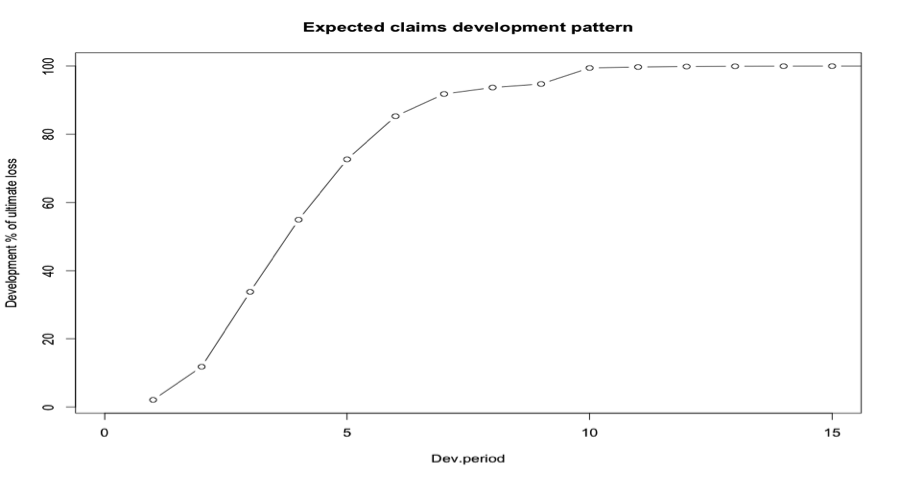 Expected claims development pattern
Development % of ultimate loss
100
80
60
40
20
0
0 5 10 15
Dev.period